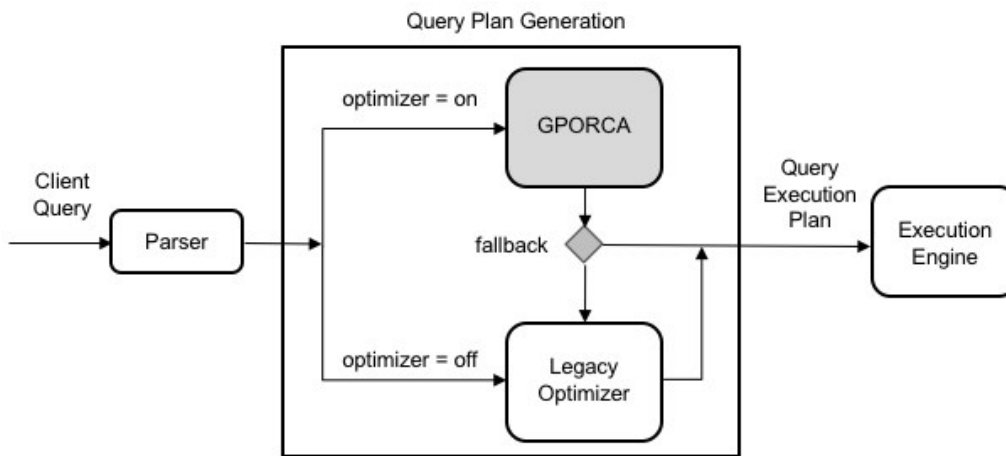 Query Plan Generation
optimizer = on
GPORCA
Client
Query
Parser
fallback
Query
Execution
Plan
Execution
Engine
optimizer = off
Legacy
Optimizer